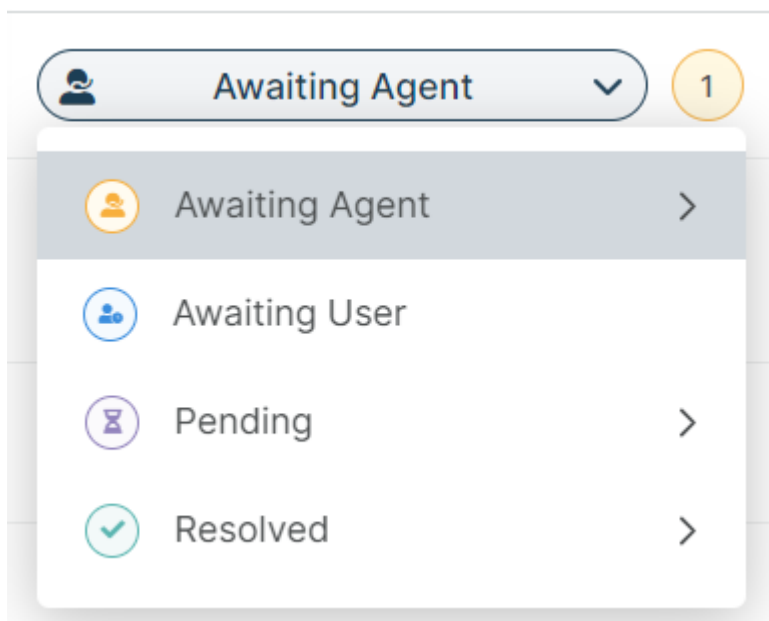 Awaiting Agent
1
Awaiting Agent
Awaiting User
Pending
Resolved